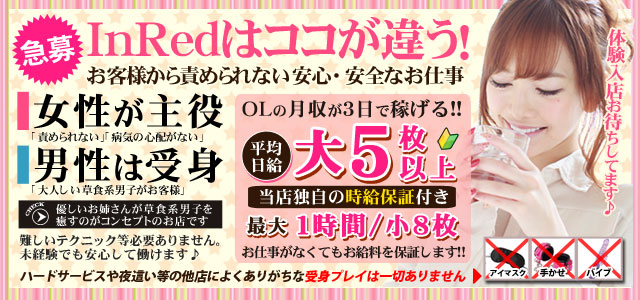 急募
InRedはココが違う!
お客様から責められない安心・安全なお仕事
女性が主役
「責められない」「病気の心配がない」
男性は受身
「大人しい草食系男子がお客様」
CHECK
優しいお姉さんが草食系男子を
癒すのがコンセプトのお店です
難しいテクニック等必要ありません。
未経験でも安心して働けます♪
OLの月収が3日で稼げる!!
平均日給
大5枚以上
当店独自の時給保証付き
最大 1時間/小8枚
お仕事がなくてもお給料を保証します!!
体験入店お待ちしてます♪
ハードサービスや夜這い等の他店によくありがちな受身プレイは一切ありません
アイマスク
手かせ
バイブ